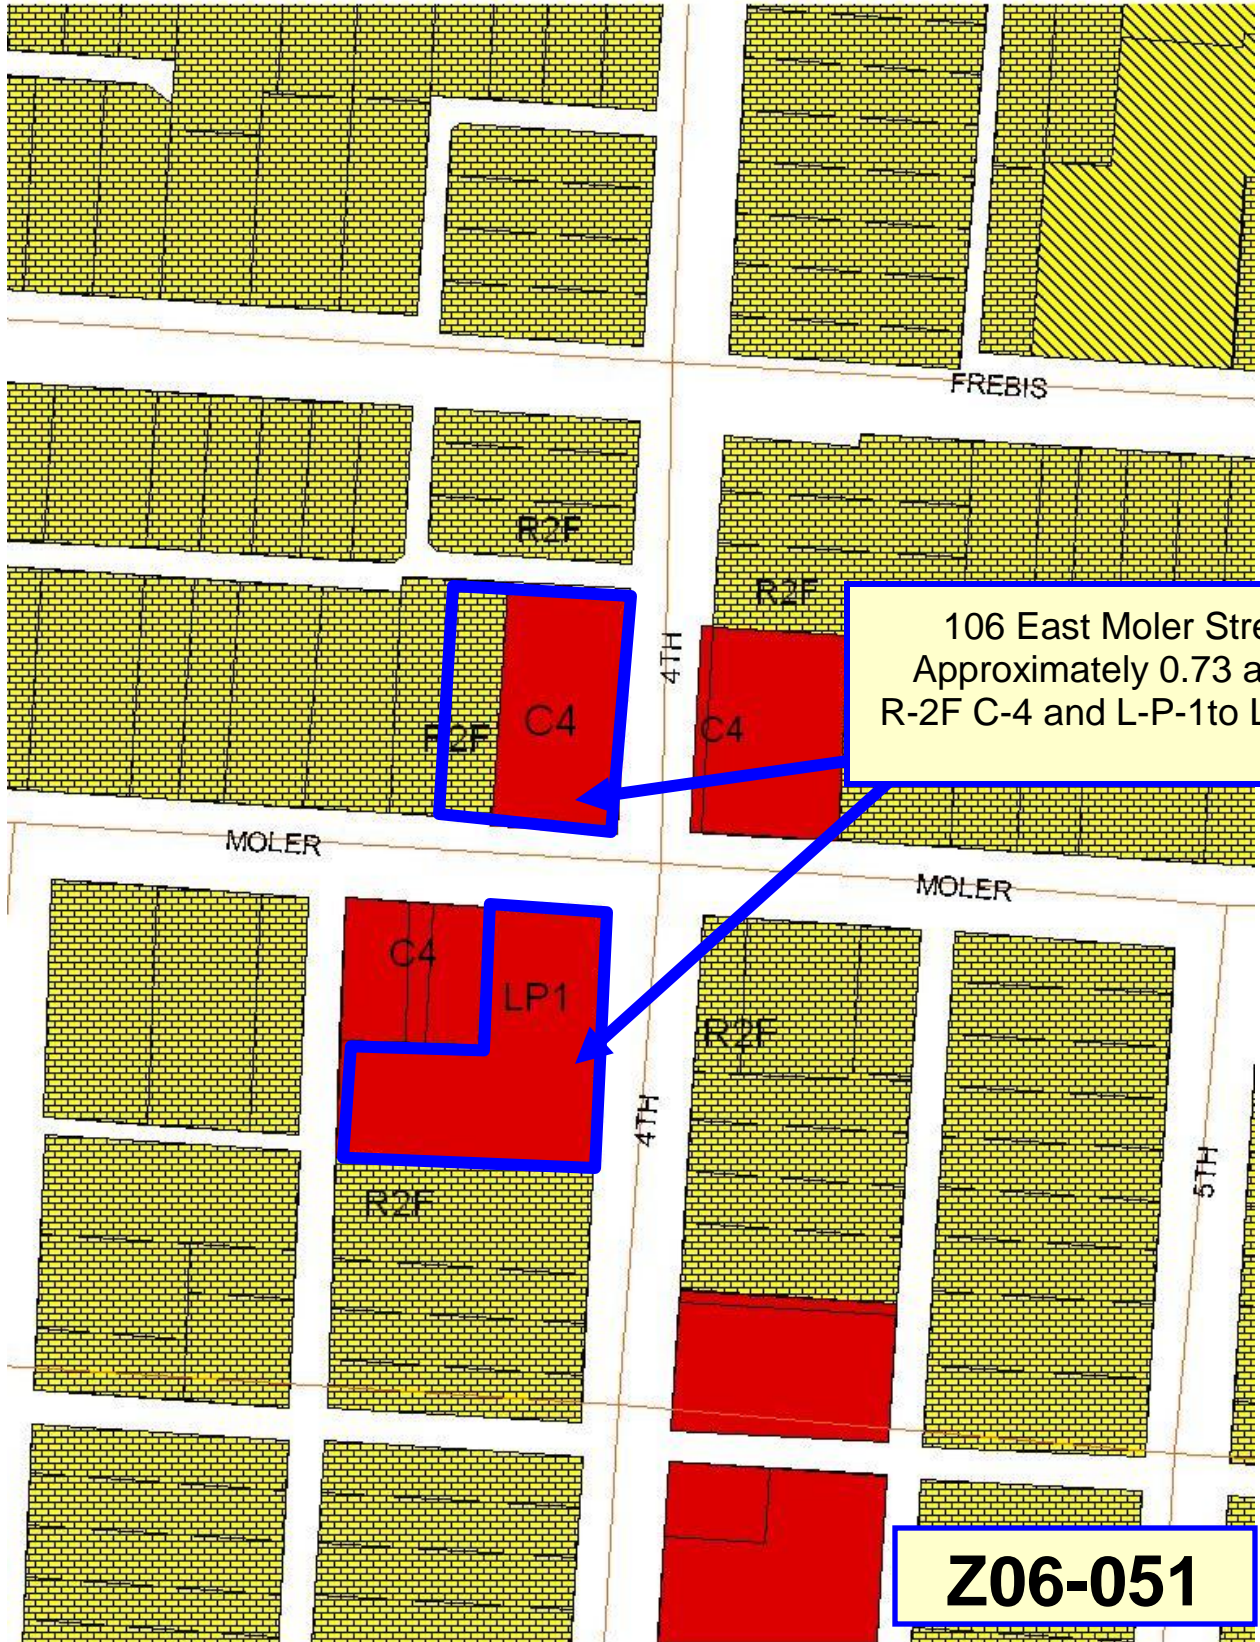 FREBIS
R2F
R2F
106 East Moler Stre
Approximately 0.73 a
R-2F C-4 and L-P-1to L
4TH
C4
C4
R2F
MOLER
MOLER
C4
LP1
R2F
4TH
5TH
R2F
Z06-051